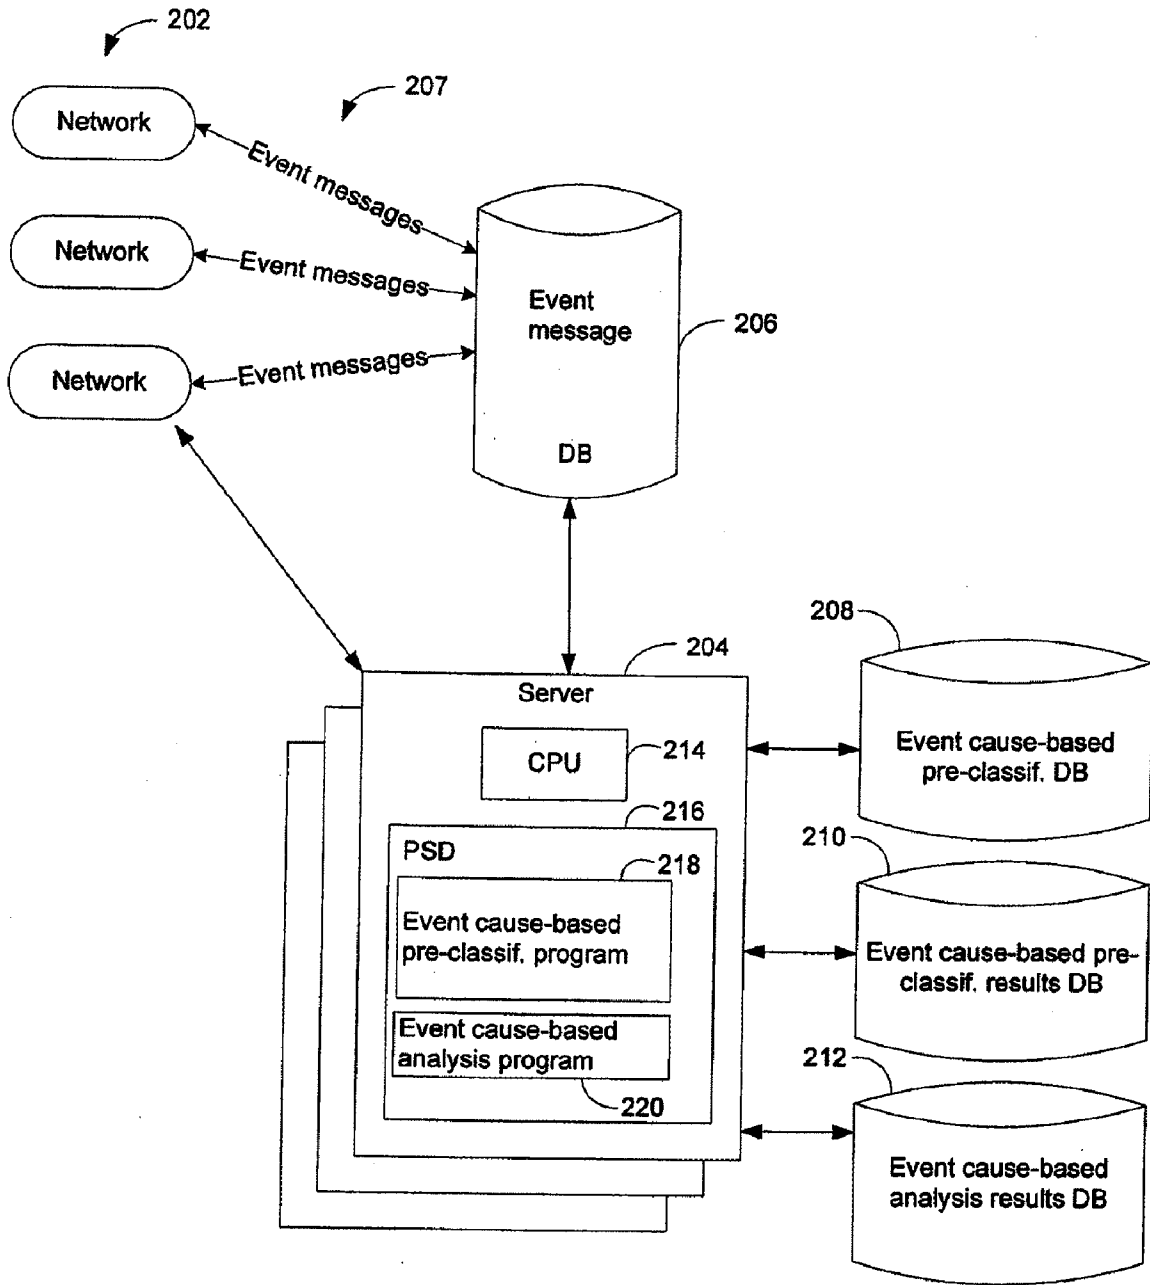 202
207
Network
Event messages
Network
Event messages
Network
Event messages
Event
message
DB
206
204
Server
CPU
214
216
PSD
218
Event cause-based
pre-classif. program
Event cause-based
analysis program
220
208
Event cause-based
pre-classif. DB
210
Event cause-based pre-
classif. results DB
212
Event cause-based
analysis results DB